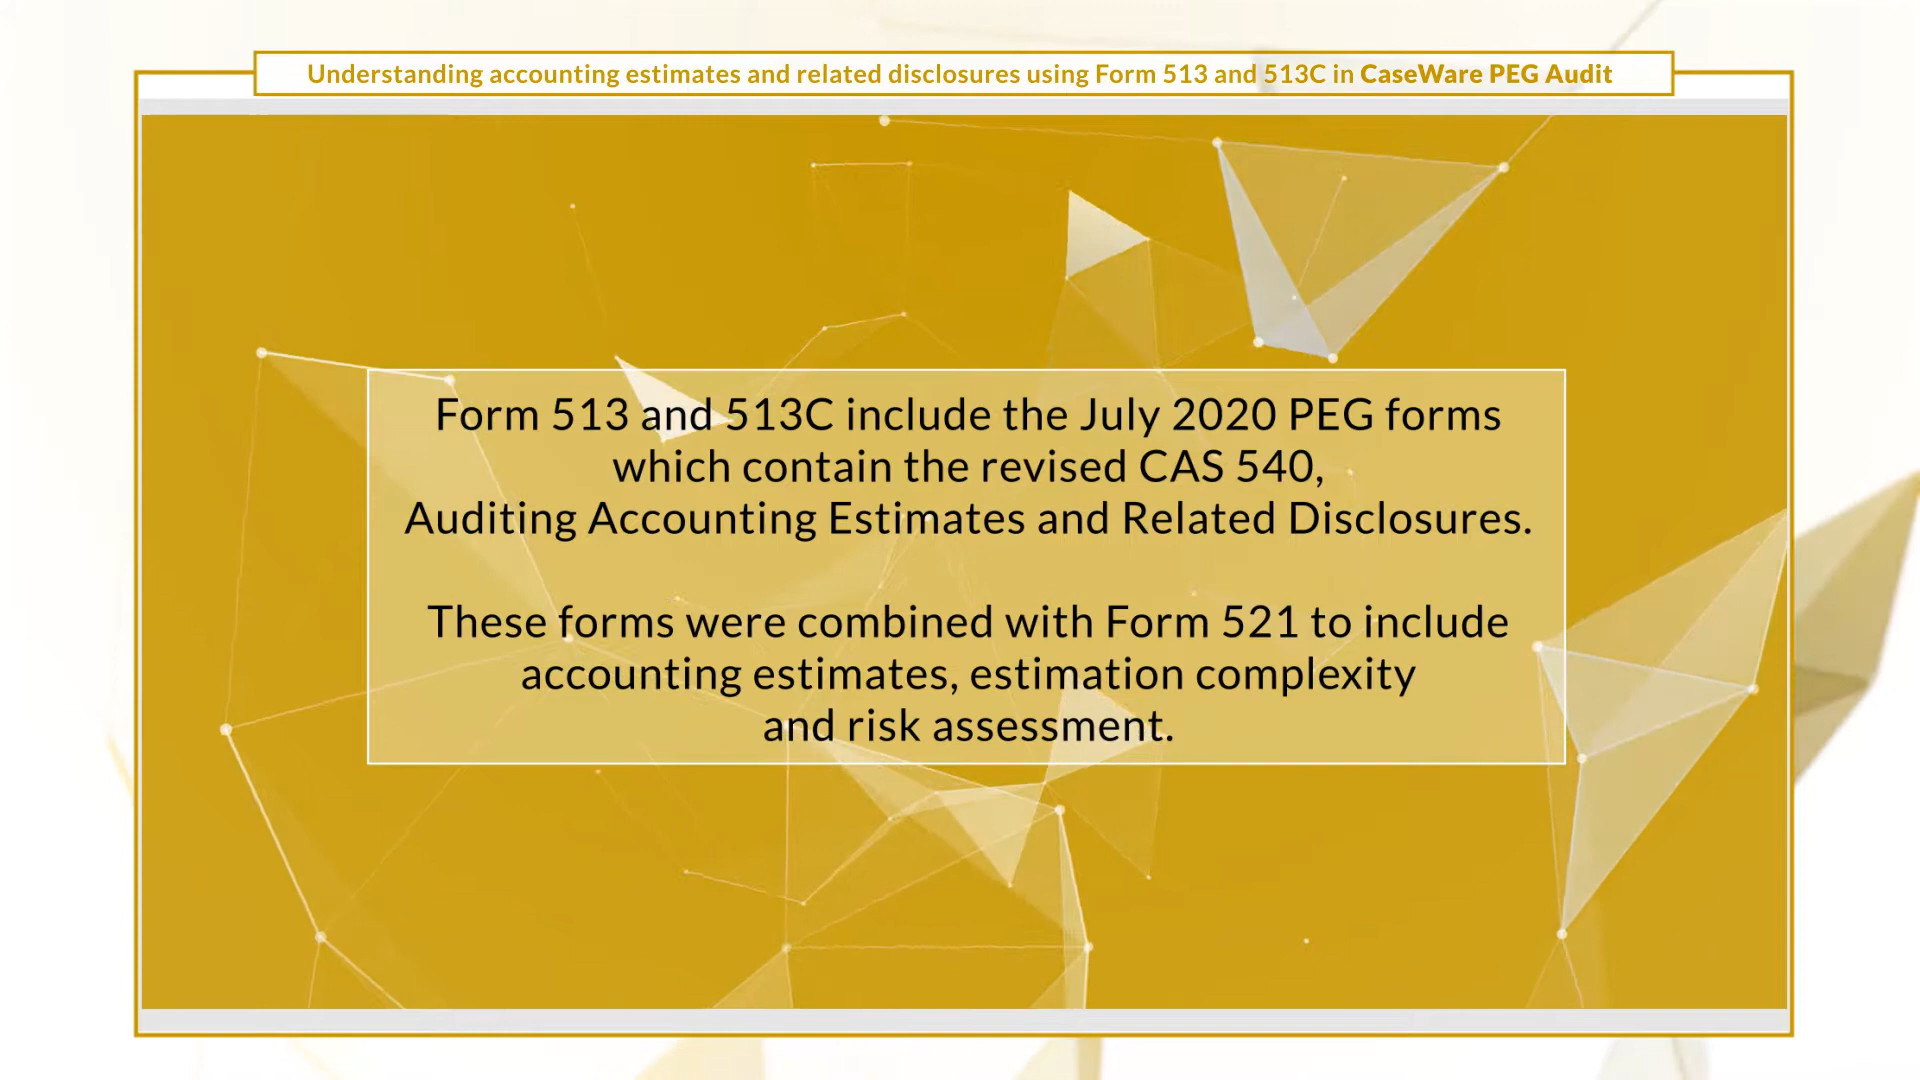 Understanding accounting estimates and related disclosures using Form 513 and 513C in CaseWare PEG Audit
Form 513 and 513C include the July 2020 PEG forms
which contain the revised CAS 540,
Auditing Accounting Estimates and Related Disclosures.
These forms were combined with Form 521 to include
accounting estimates, estimation complexity
and risk assessment.